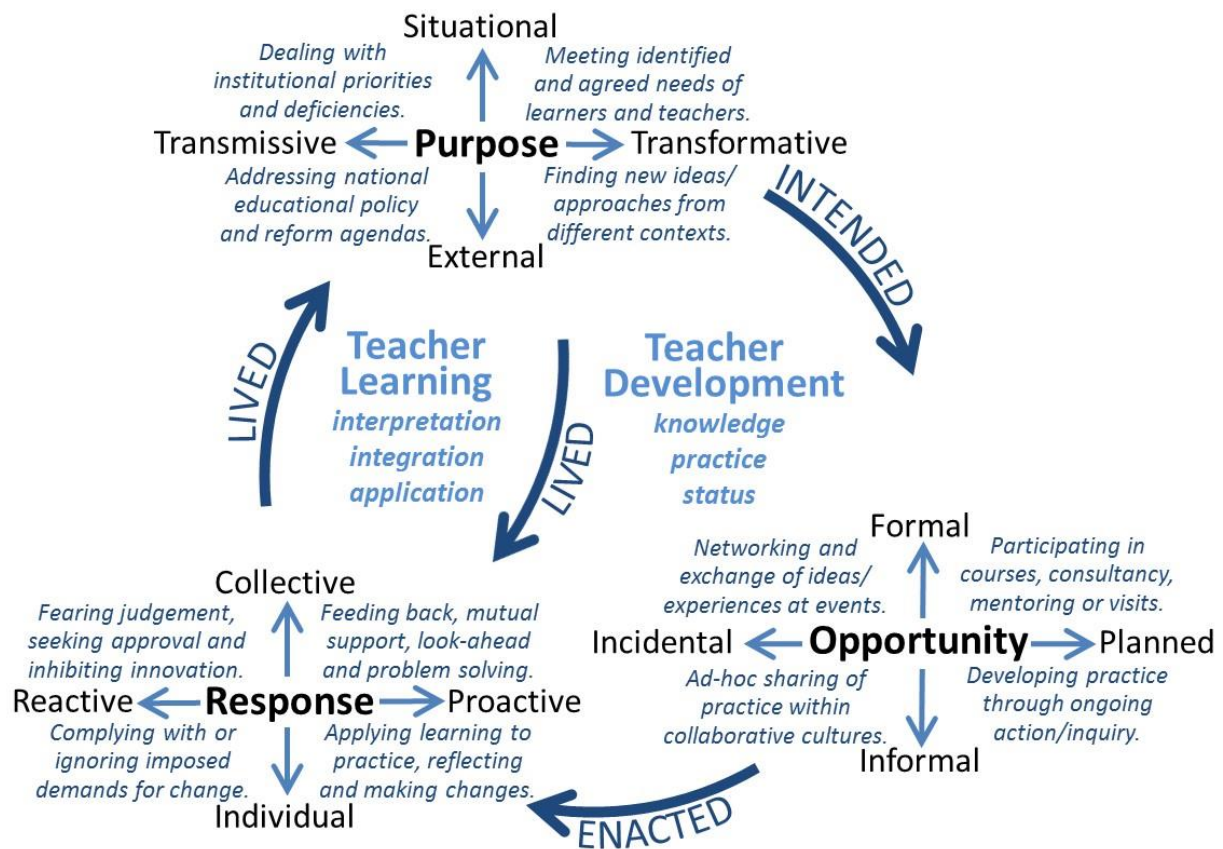 Situational
Dealing with
institutional priorities
and deficiencies.
Meeting identified
and agreed needs of
learners and teachers.
Transmissive
Purpose
Transformative
Addressing national
educational policy
and reform agendas.
Finding new ideas/
approaches from
different contexts.
External
INTENDED
LIVED
Teacher
Learning
interpretation
integration
application
LIVED
Teacher
Development
knowledge
practice
status
Collective
Fearing judgement,
seeking approval and
inhibiting innovation.
Feeding back, mutual
support, look-ahead
and problem solving.
Reactive
Response
Proactive
Complying with or
ignoring imposed
demands for change.
Applying learning to
practice, reflecting
and making changes.
Individual
Formal
Networking and
exchange of ideas/
experiences at events.
Participating in
courses, consultancy,
mentoring or visits.
Incidental
Opportunity
Planned
Ad-hoc sharing of
practice within
collaborative cultures.
Developing practice
through ongoing
action/inquiry.
Informal
ENACTED